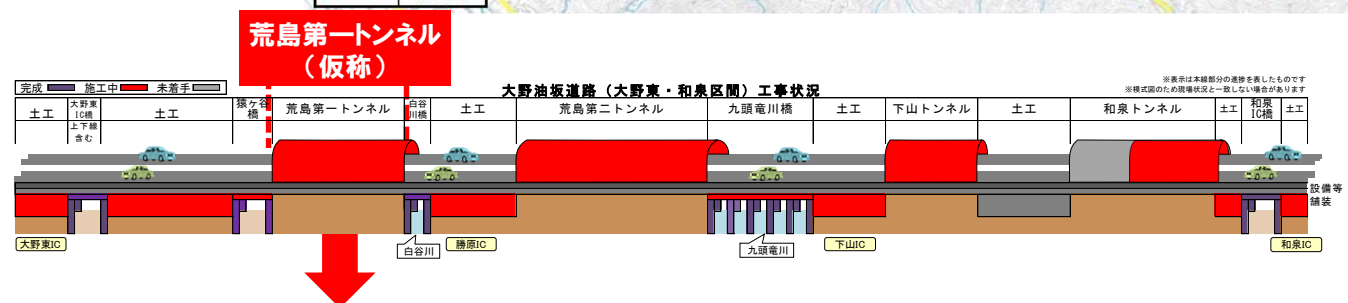 荒島第一トンネル
（仮称）
完成 施工中 未着手
大野油坂道路（大野東・和泉区間）工事状況
※表示は本線部分の進捗を表したものです
※模式図のため現場状況と一致しない場合があります
土工
大野東
IC橋
上下線
含む
土工
猿ヶ谷
橋
荒島第一トンネル
白谷
川橋
土工
荒島第二トンネル
九頭竜川橋
土工
下山トンネル
土工
和泉トンネル
土工
和泉
IC橋
土工
設備等
舗装
大野東IC
白谷川
勝原IC
九頭竜川
下山IC
和泉IC